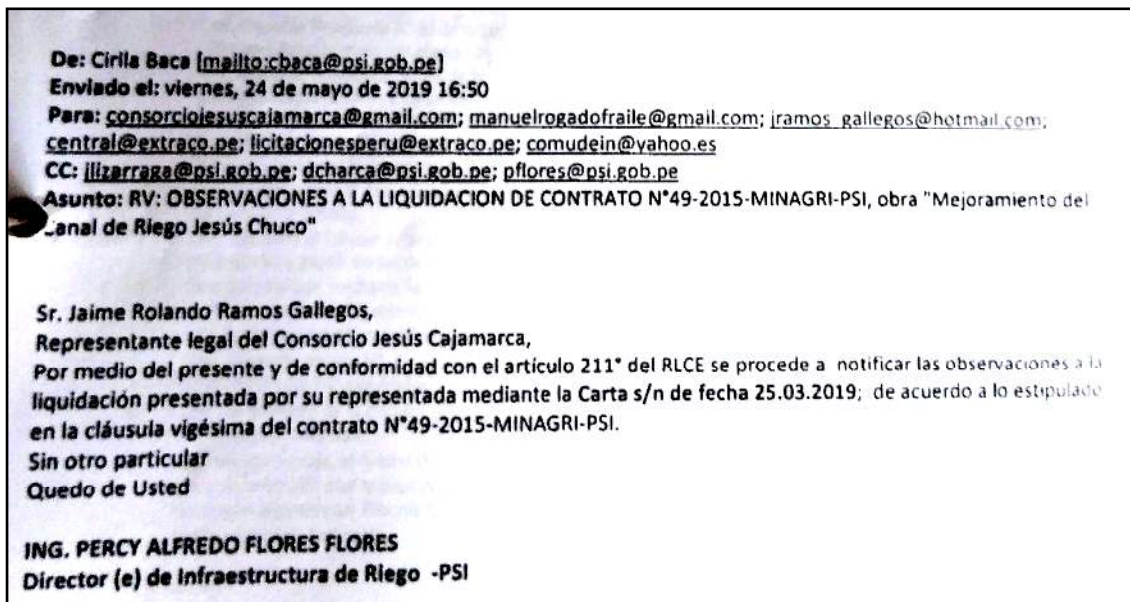 De: Cirila Baca [mailto:cbaca@psi.gob.pe]
Enviado el: viernes, 24 de mayo de 2019 16:50
Para: consorciojesuscajamarca@gmail.com; manuelrogadofraile@gmail.com; jramos_gallegos@hotmail.com;
central@extraco.pe; licitacionesperu@extraco.pe; comudein@yahoo.es
CC: jlizarraga@psi.gob.pe; dcharca@psi.gob.pe; pflores@psi.gob.pe
Asunto: RV: OBSERVACIONES A LA LIQUIDACION DE CONTRATO N°49-2015-MINAGRI-PSI, obra "Mejoramiento del
Canal de Riego Jesús Chuco"
Sr. Jaime Rolando Ramos Gallegos,
Representante legal del Consorcio Jesús Cajamarca,
Por medio del presente y de conformidad con el artículo 211° del RLCE se procede a notificar las observaciones a la
liquidación presentada por su representada mediante la Carta s/n de fecha 25.03.2019; de acuerdo a lo estipulado
en la cláusula vigésima del contrato N°49-2015-MINAGRI-PSI.
Sin otro particular
Quedo de Usted
ING. PERCY ALFREDO FLORES FLORES
Director (e) de Infraestructura de Riego -PSI